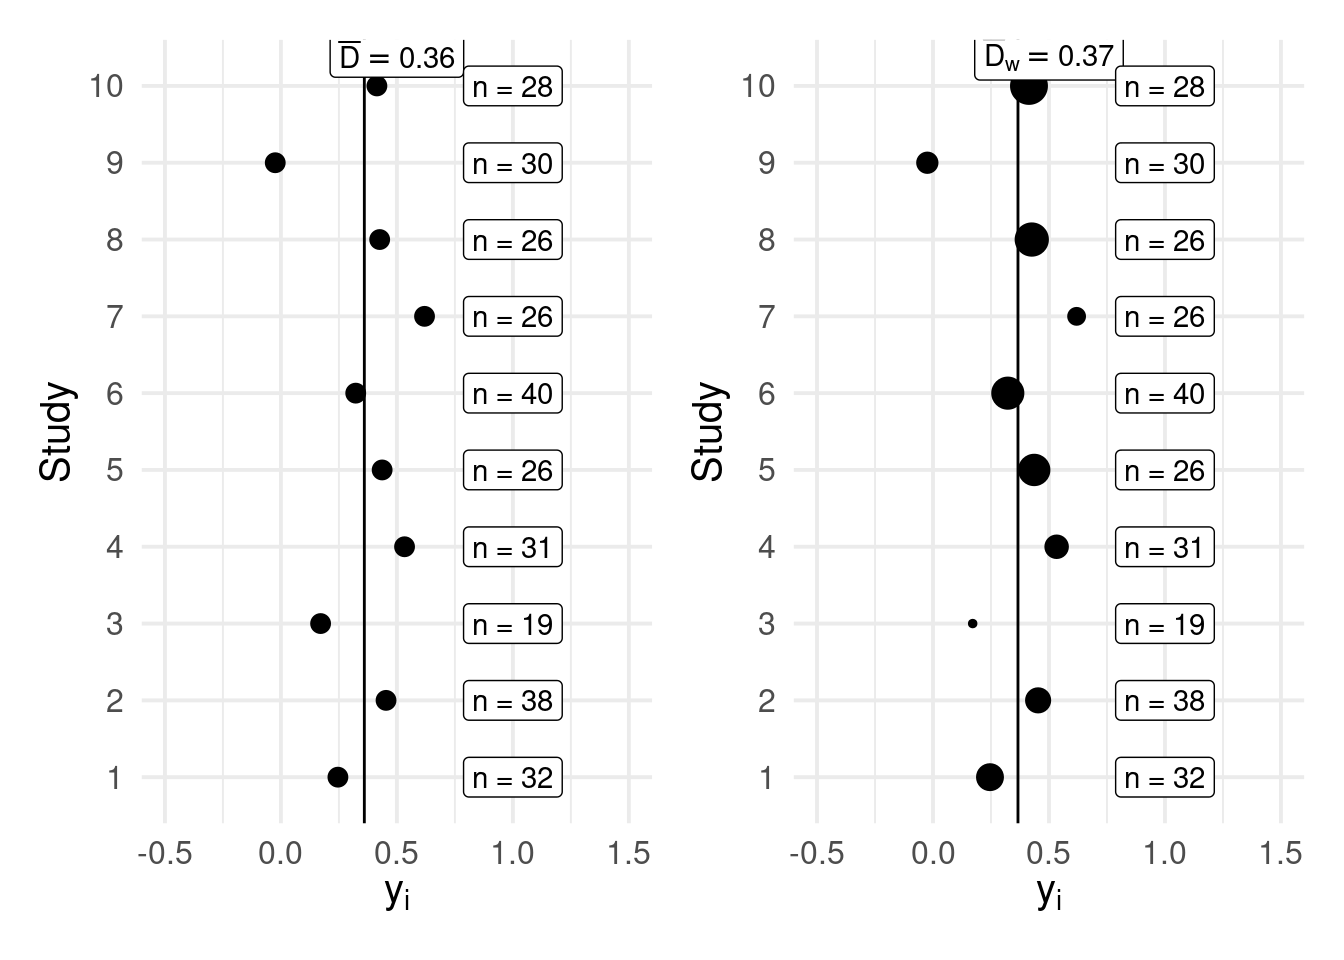 D = 0.36
10
n = 28
9
n = 30
8
n = 26
7
n = 26
6
n = 40
5
n = 26
4
n = 31
3
n = 19
2
n = 38
1
n = 32
-0.5 0.0 0.5 1.0 1.5
yi
Study
Dw = 0.37
10
n = 28
9
n = 30
8
n = 26
7
n = 26
6
n = 40
5
n = 26
4
n = 31
3
n = 19
2
n = 38
1
n = 32
-0.5 0.0 0.5 1.0 1.5
yi
Study